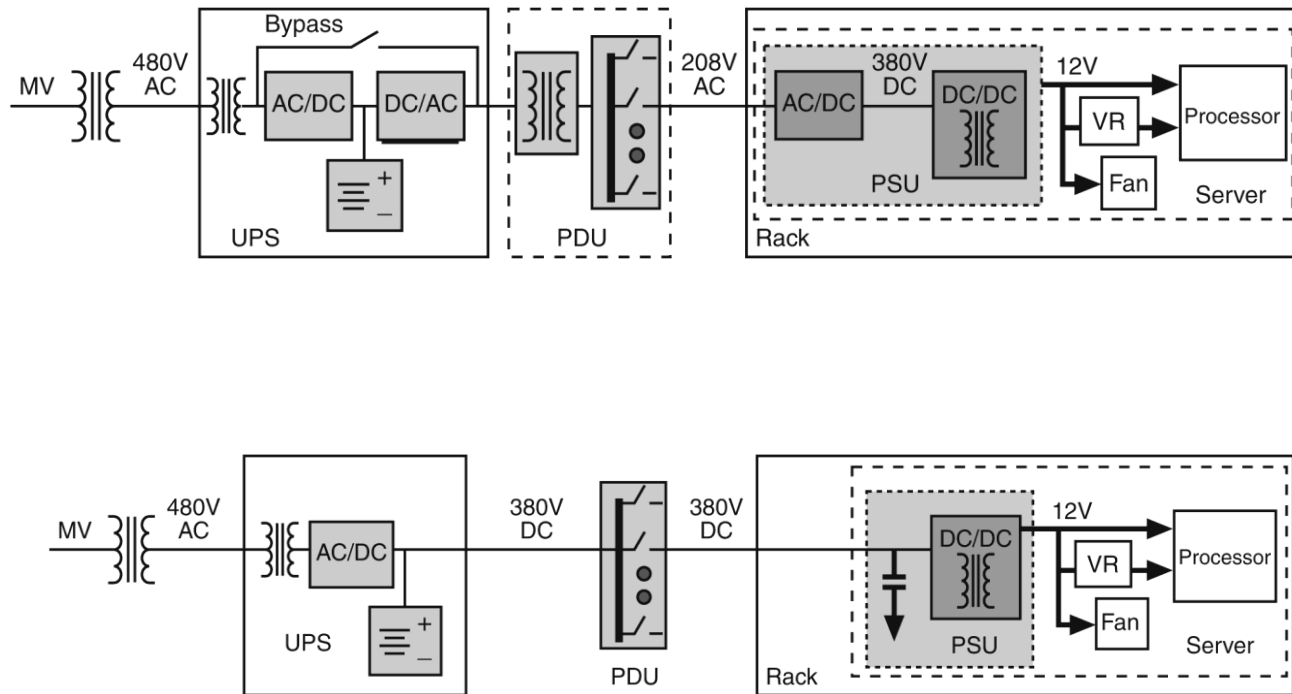 Bypass
MV
480V
AC
AC/DC
DC/AC
+
–
UPS
PDU
208V
AC
AC/DC
380V
DC
DC/DC
PSU
12V
VR
Fan
Processor
Server
Rack
MV
480V
AC
AC/DC
+
–
UPS
380V
DC
PDU
380V
DC
DC/DC
PSU
12V
VR
Fan
Processor
Server
Rack